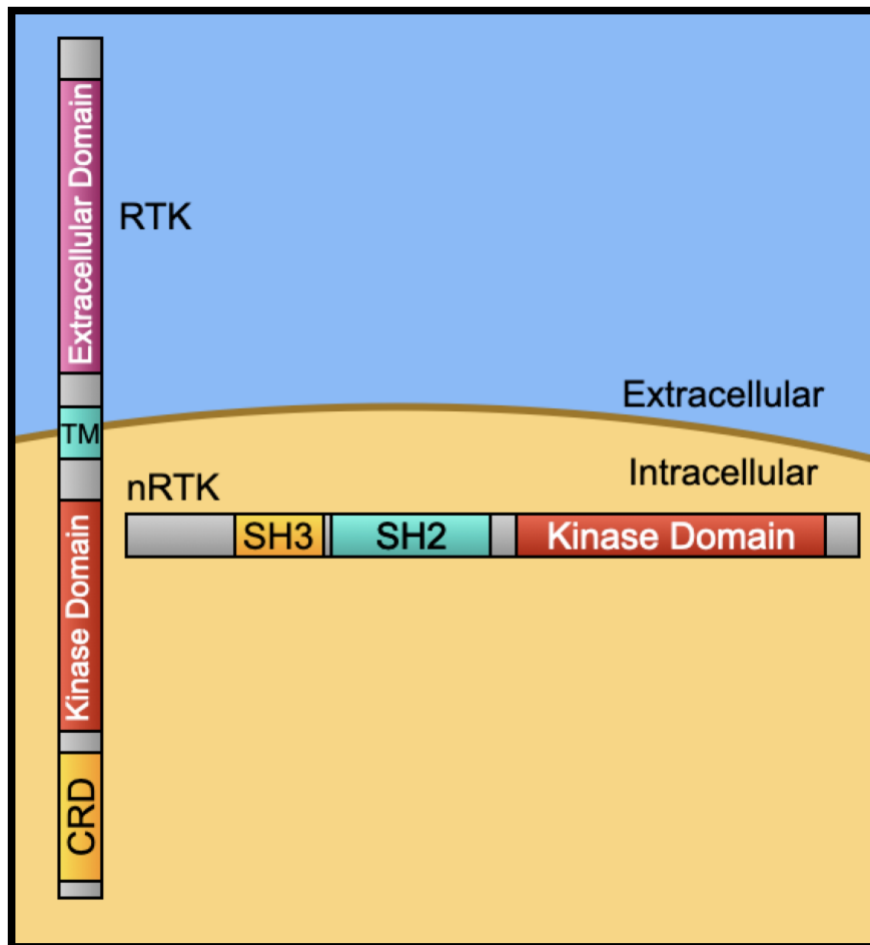 Extracellular Domain
RTK
TM
Extracellular
Intracellular
nRTK
SH3
SH2
Kinase Domain
Kinase Domain
CRD